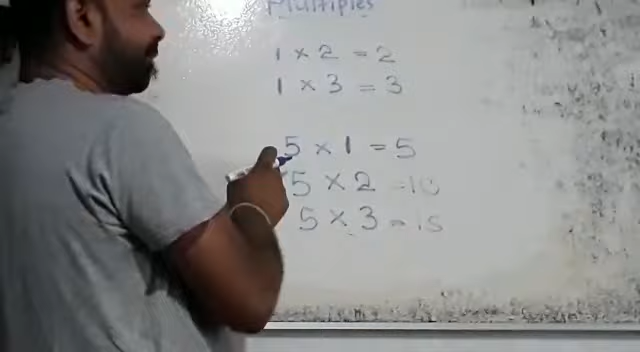 Multiples
1 × 2 = 2
1 × 3 = 3
5 × 1 = 5
5 × 2 = 10
5 × 3 = 15